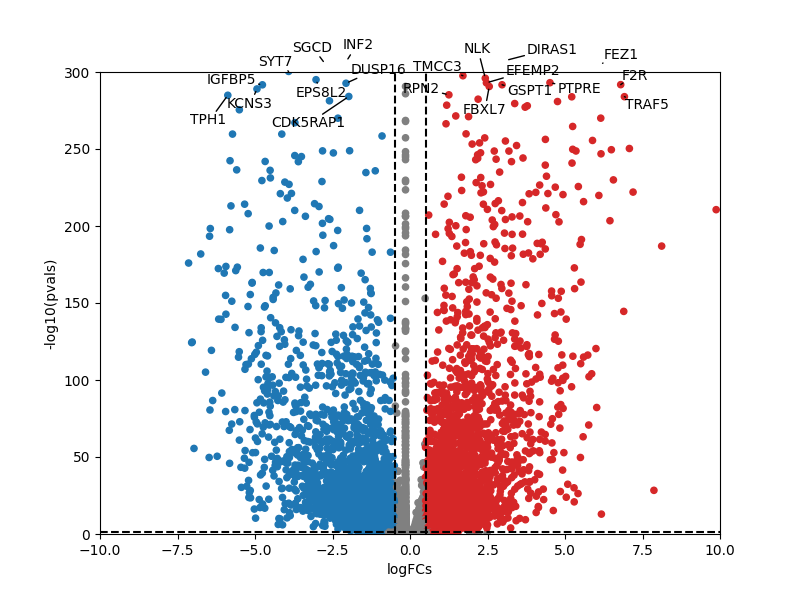 INF2
SGCD
NLK
DIRAS1
FEZ1
SYT7
TMCC3
DUSP16
EFEMP2
F2R
IGFBP5
RPN2
GSPT1
PTPRE
EPS8L2
KCNS3
FBXL7
TRAF5
TPH1
CDK5RAP1
300
250
200
150
100
50
0
-log10(pvals)
−10.0 −7.5 −5.0 −2.5 0.0 2.5 5.0 7.5 10.0
logFCs